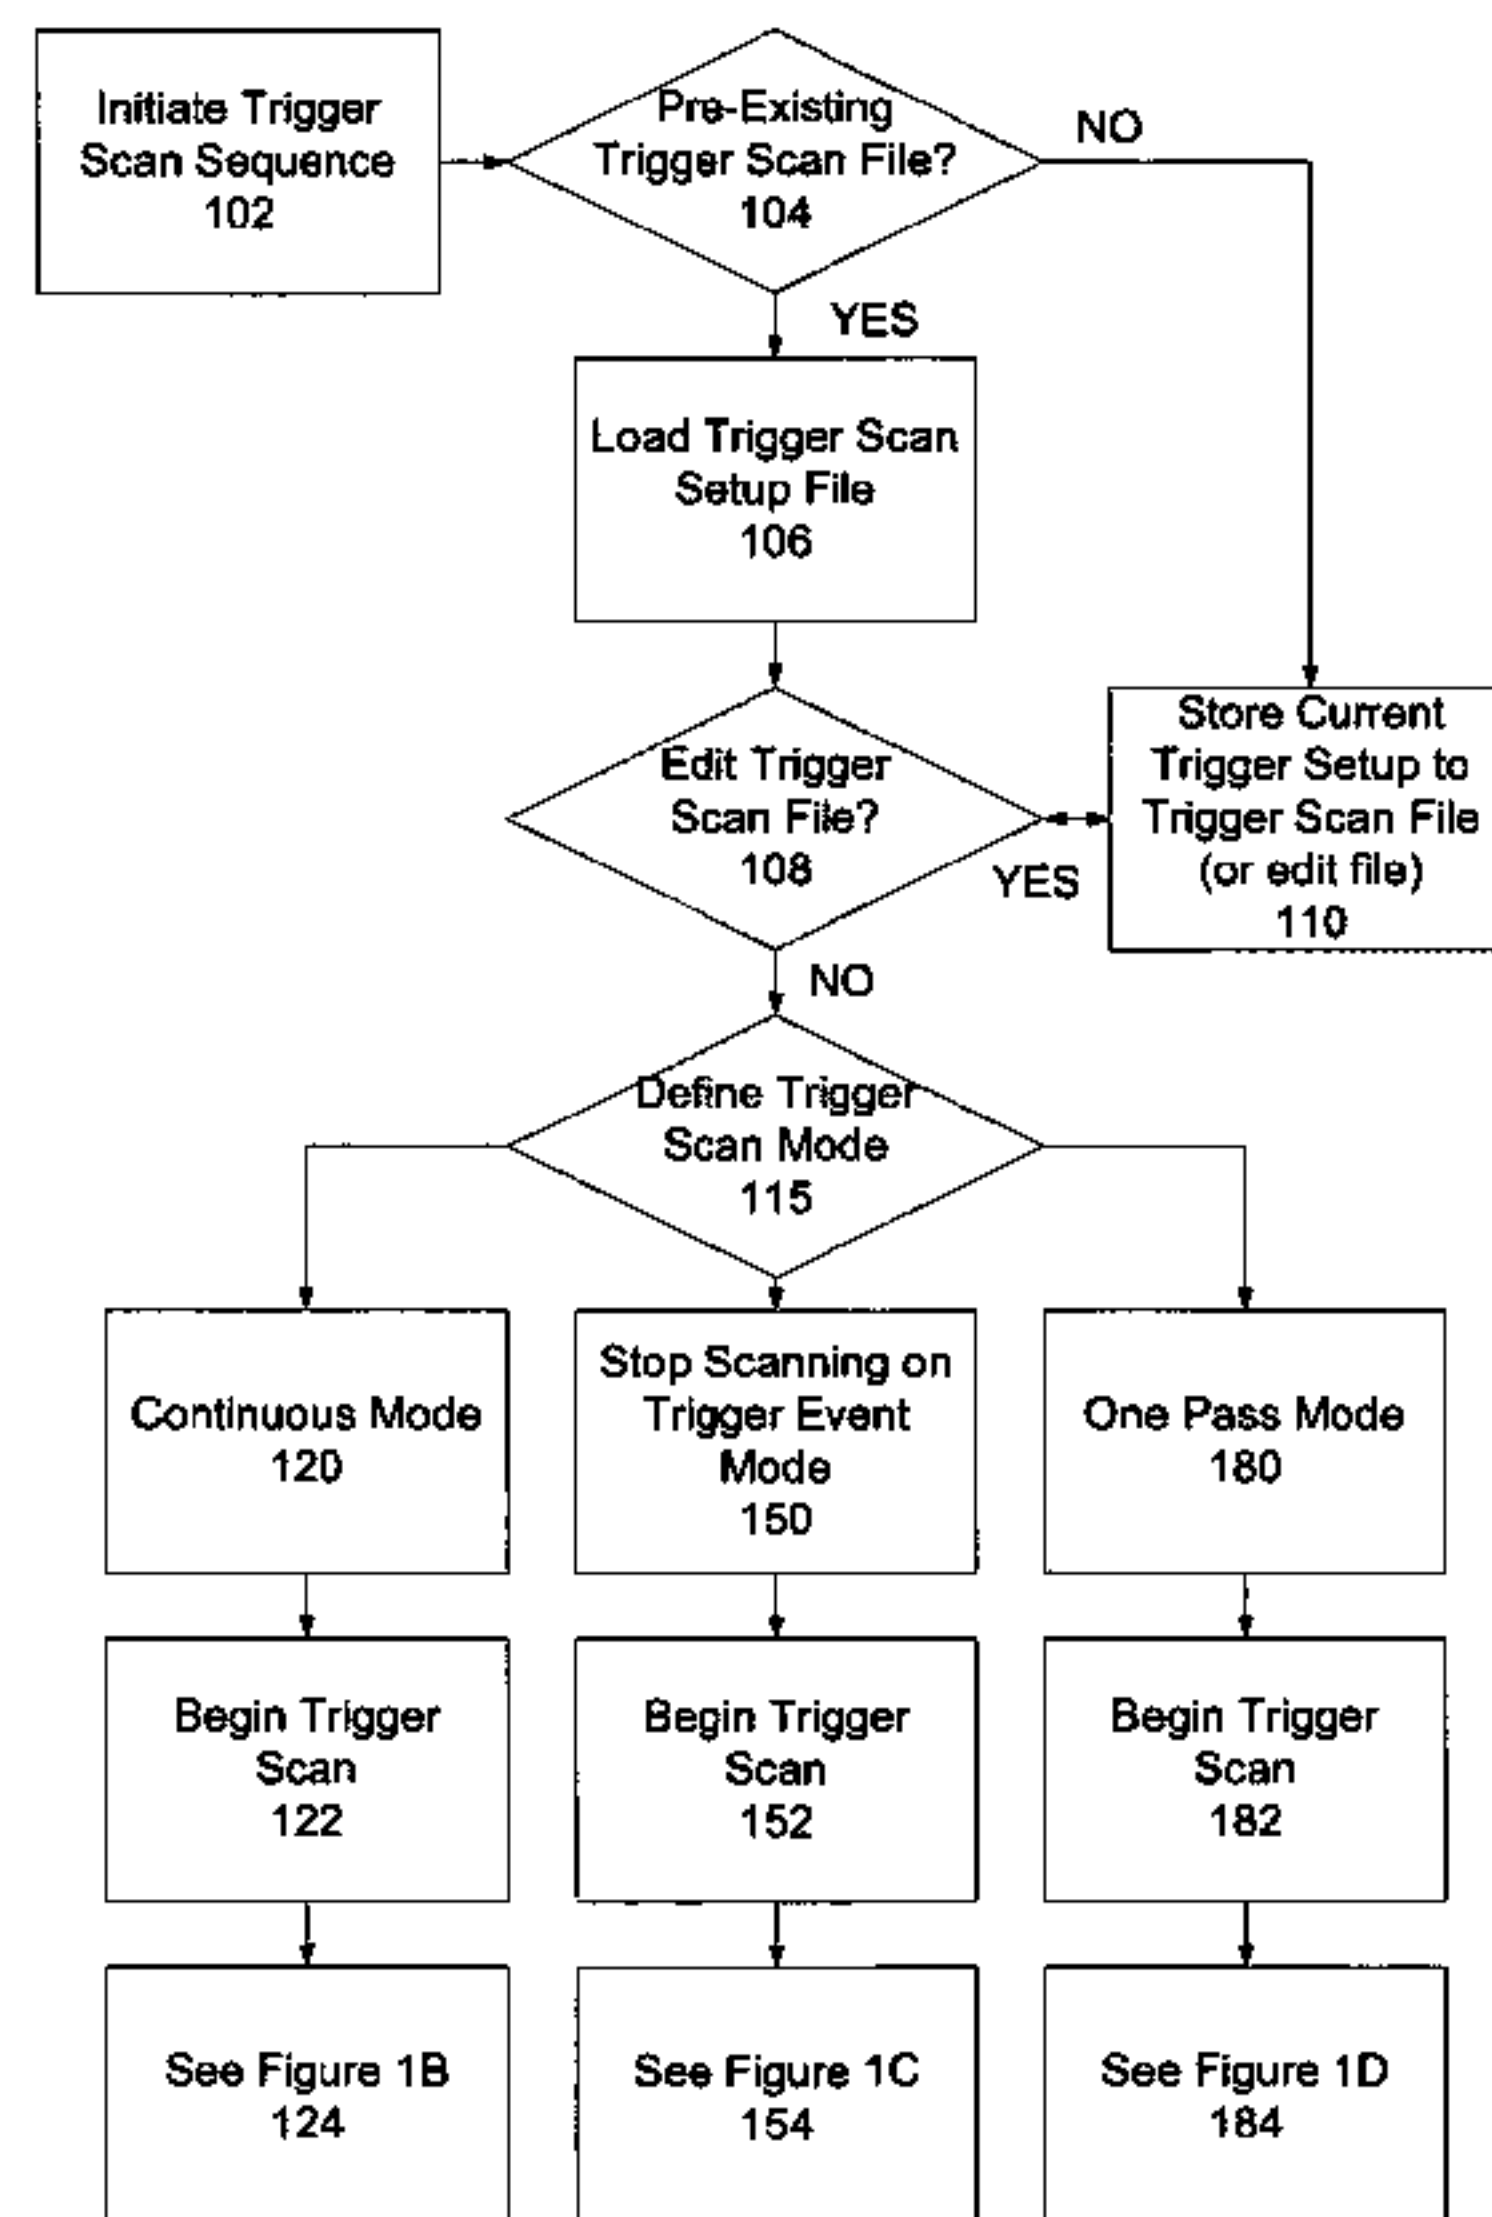 Initiate Trigger
Scan Sequence
102
Pre-Existing
Trigger Scan File?
104
NO
YES
Load Trigger Scan
Setup File
106
Edit Trigger
Scan File?
108
YES
Store Current
Trigger Setup to
Trigger Scan File
(or edit file)
110
NO
Define Trigger
Scan Mode
115
Continuous Mode
120
Stop Scanning on
Trigger Event
Mode
150
One Pass Mode
180
Begin Trigger
Scan
122
Begin Trigger
Scan
152
Begin Trigger
Scan
182
See Figure 1B
124
See Figure 1C
154
See Figure 1D
184